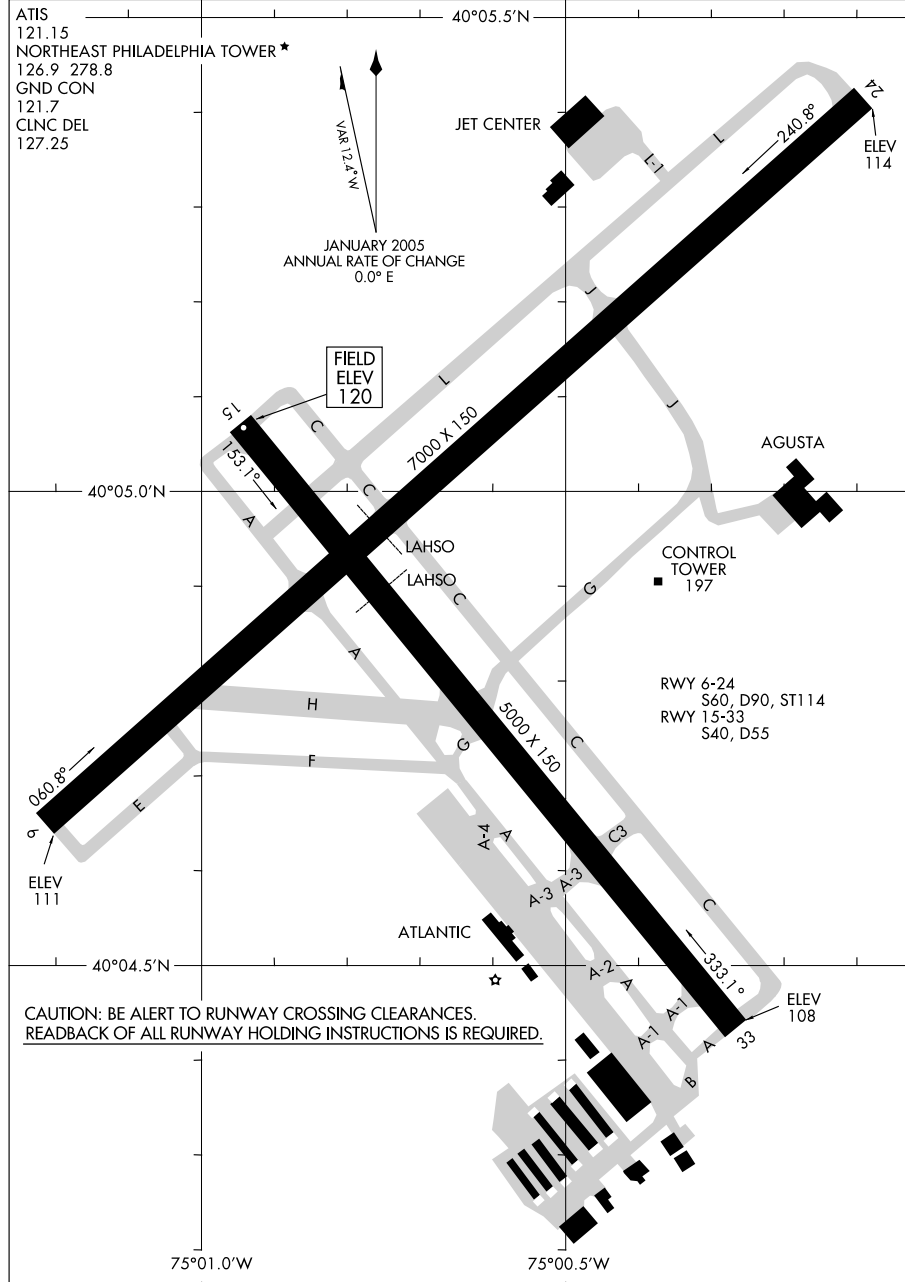 ATIS
121.15
NORTHEAST PHILADELPHIA TOWER ★
126.9 278.8
GND CON
121.7
CLNC DEL
127.25
40°05.5'N
VAR 12.4° W
JANUARY 2005
ANNUAL RATE OF CHANGE
0.0° E
JET CENTER
L-1
L
240.8°
24
ELEV
114
J
FIELD
ELEV
120
L
J
15
C
153.1°
7000 X 150
AGUSTA
40°05.0'N
C
A
LAHSO
LAHSO
CONTROL
TOWER
197
C
G
A
RWY 6-24
S60, D90, ST114
RWY 15-33
S40, D55
H
5000 X 150
G
C
F
060.8°
E
6
A-4
A
C3
ELEV
111
A-3
A-3
C
ATLANTIC
40°04.5'N
A-2
A
333.1°
ELEV
108
CAUTION: BE ALERT TO RUNWAY CROSSING CLEARANCES.
READBACK OF ALL RUNWAY HOLDING INSTRUCTIONS IS REQUIRED.
A-1
A-1
A
33
B
75°01.0'W
75°00.5'W